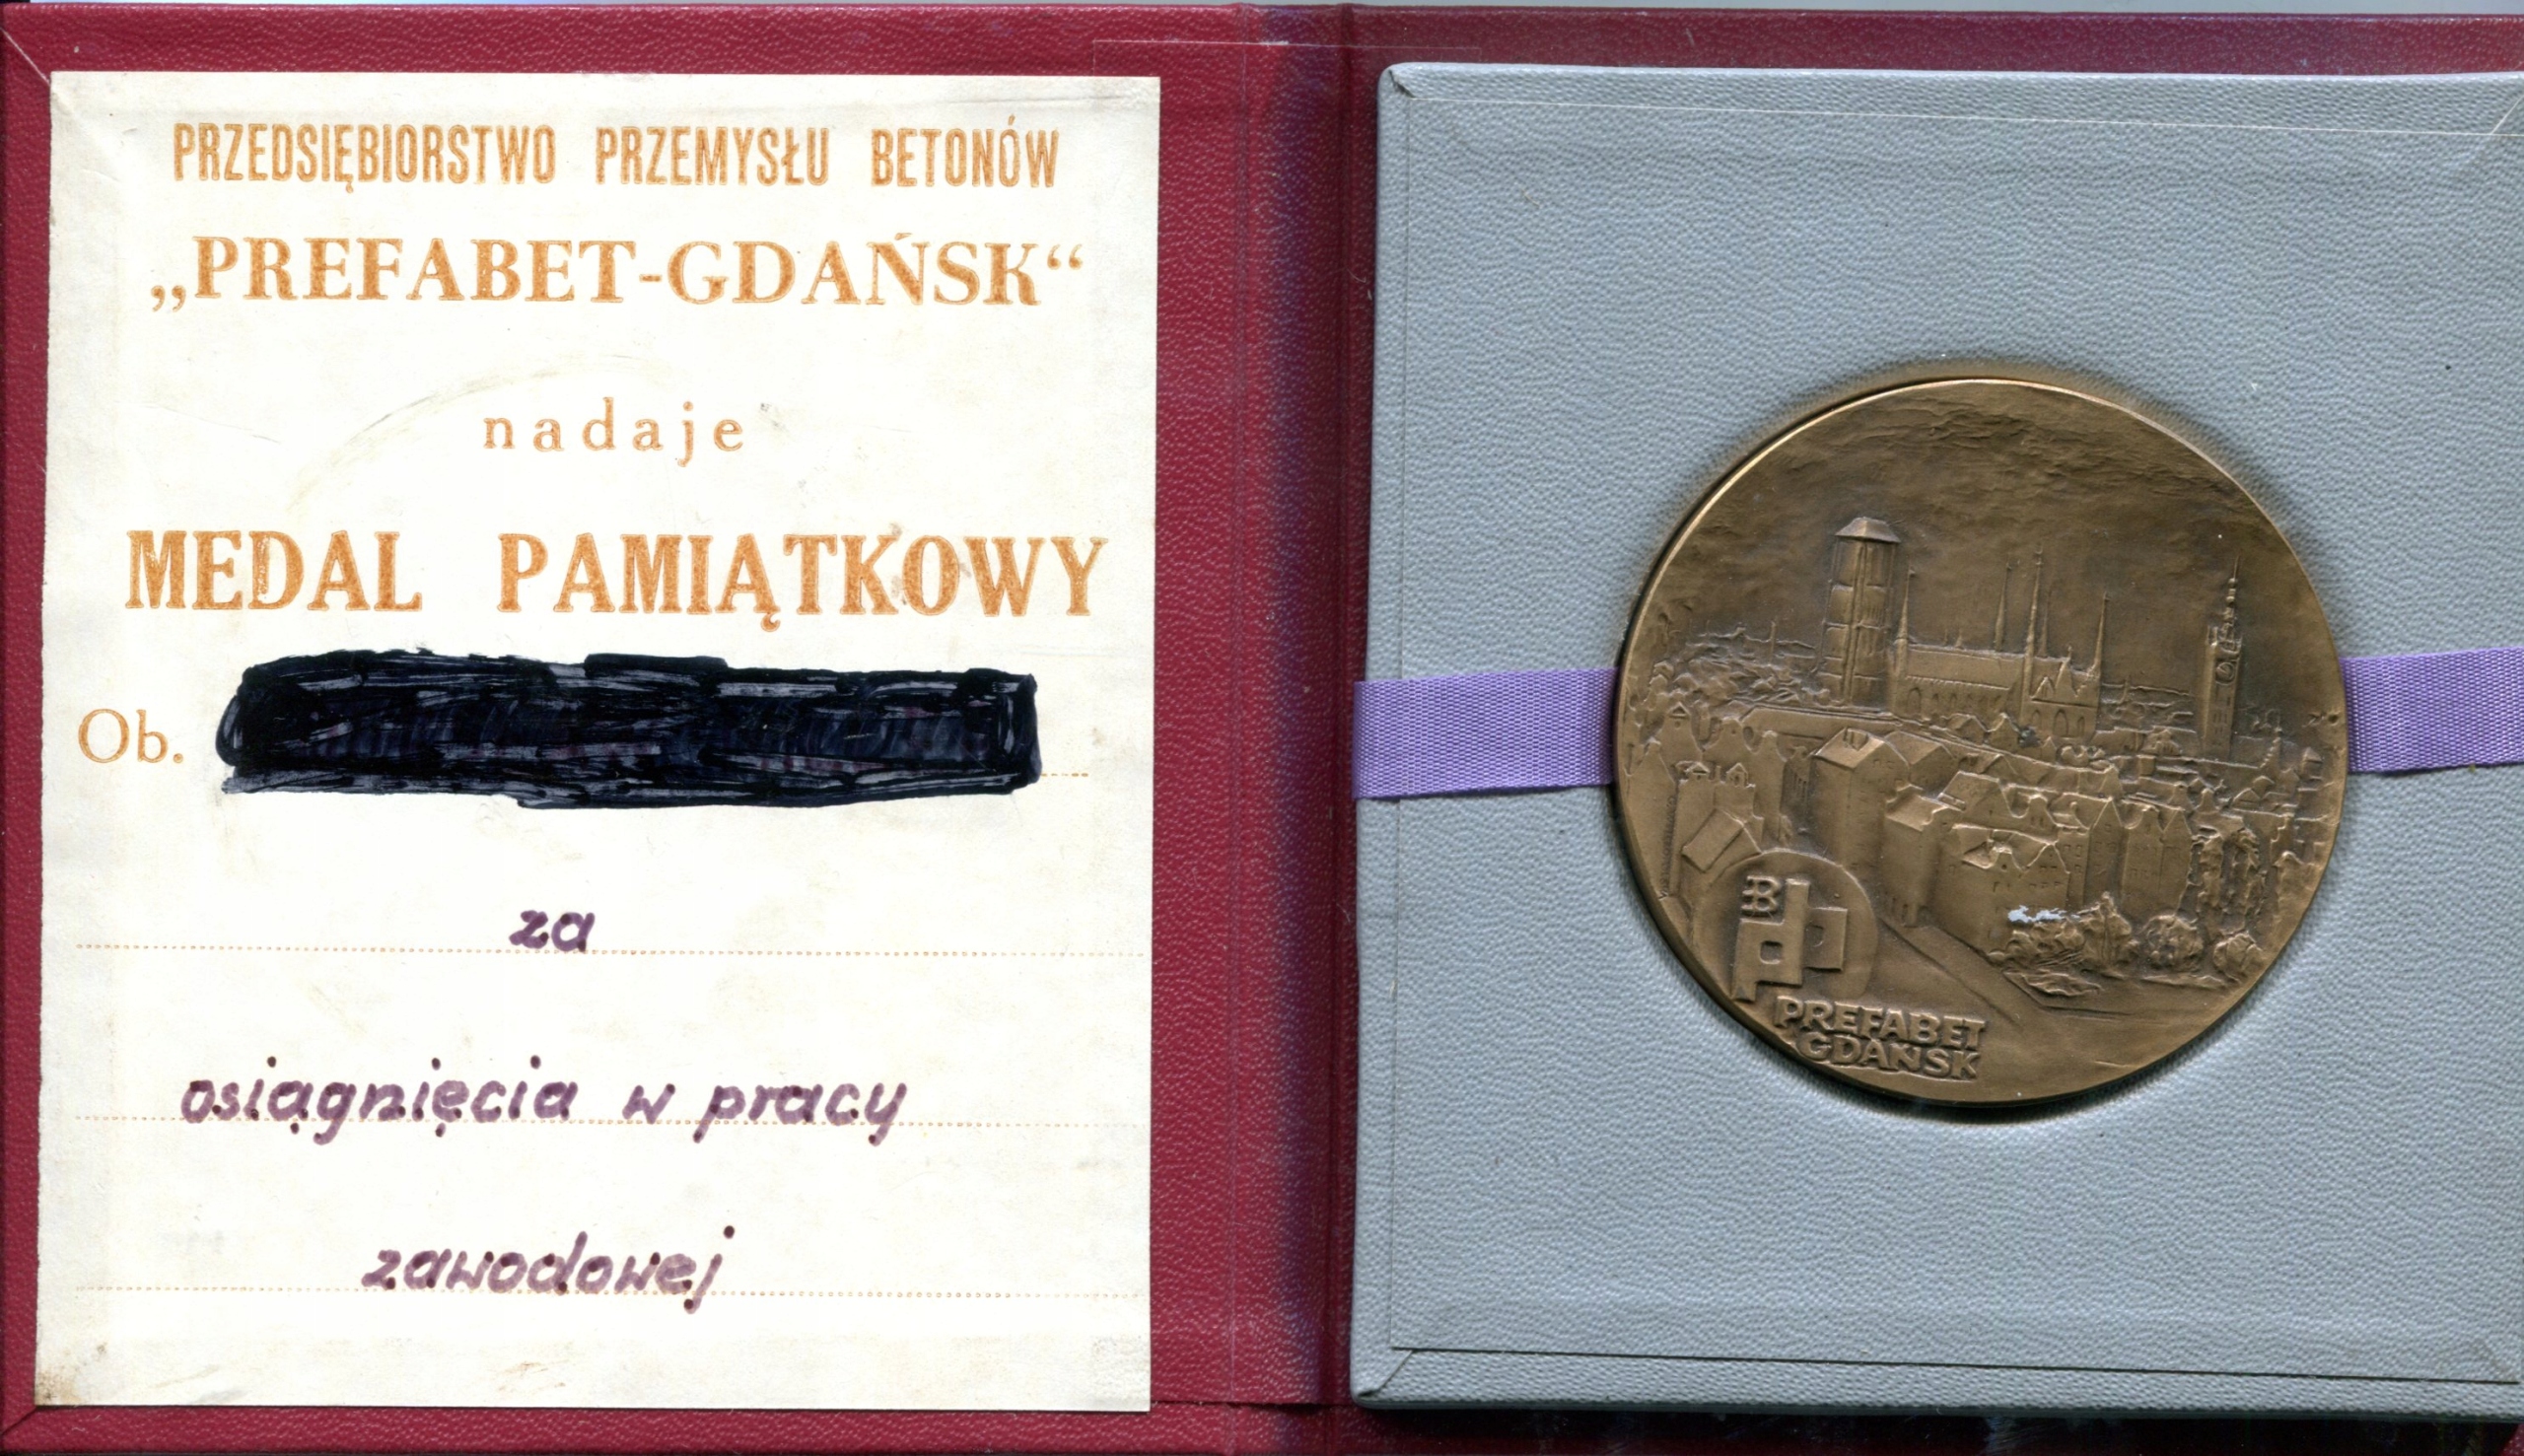 PRZEDSIĘBIORSTWO PRZEMYSŁU BETONÓW
„PREFABET-GDAŃSK“
nadaje
MEDAL PAMIĄTKOWY
Ob.
za
osiągnięcia w pracy
zawodowej
PREFABET
GDAŃSK